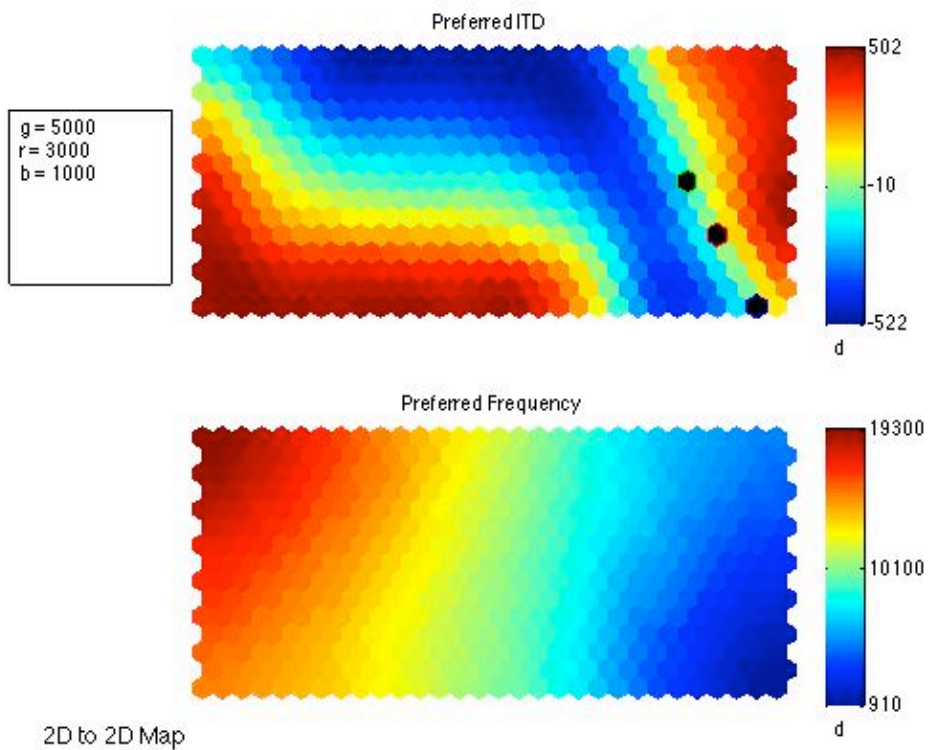 Preferred ITD
g = 5000
r = 3000
b = 1000
502
-10
-522
d
Preferred Frequency
19300
10100
910
d
2D to 2D Map